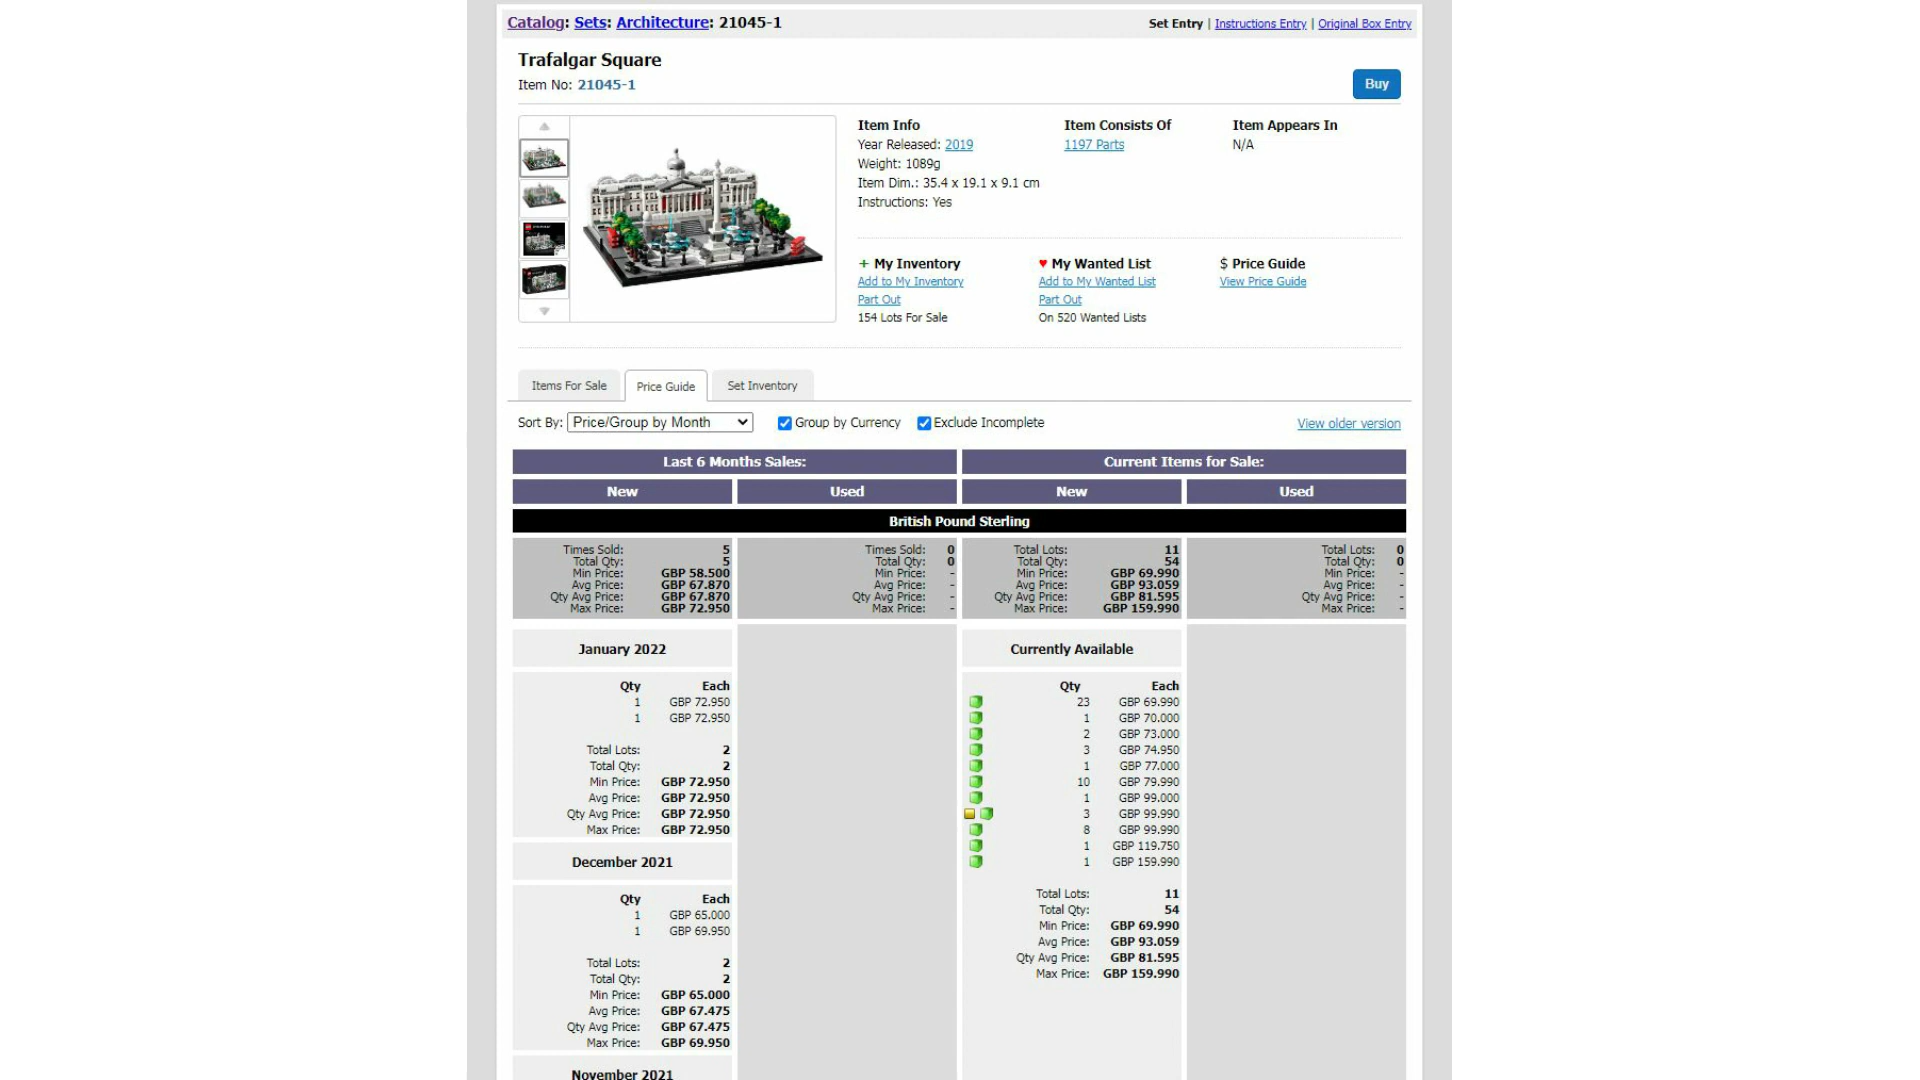 Catalog: Sets: Architecture: 21045-1
Set Entry | Instructions Entry | Original Box Entry
Trafalgar Square
Item No: 21045-1
Buy
Item Info
Year Released: 2019
Weight: 1089g
Item Dim.: 35.4 x 19.1 x 9.1 cm
Instructions: Yes
Item Consists Of
1197 Parts
Item Appears In
N/A
+ My Inventory
Add to My Inventory
Part Out
154 Lots For Sale
♥ My Wanted List
Add to My Wanted List
Part Out
On 520 Wanted Lists
$ Price Guide
View Price Guide
Items For Sale
Price Guide
Set Inventory
Sort By: Price/Group by Month
Group by Currency
Exclude Incomplete
View older version
Last 6 Months Sales:
Current Items for Sale:
New
Used
New
Used
British Pound Sterling
Times Sold: 5
Total Qty: 5
Min Price: GBP 58.500
Avg Price: GBP 67.870
Qty Avg Price: GBP 67.870
Max Price: GBP 72.950
Times Sold: 0
Total Qty: 0
Min Price: -
Avg Price: -
Qty Avg Price: -
Max Price: -
Total Lots: 11
Total Qty: 54
Min Price: GBP 69.990
Avg Price: GBP 93.059
Qty Avg Price: GBP 81.595
Max Price: GBP 159.990
Total Lots: 0
Total Qty: 0
Min Price: -
Avg Price: -
Qty Avg Price: -
Max Price: -
January 2022
Qty Each
1 GBP 72.950
1 GBP 72.950
Total Lots: 2
Total Qty: 2
Min Price: GBP 72.950
Avg Price: GBP 72.950
Qty Avg Price: GBP 72.950
Max Price: GBP 72.950
December 2021
Qty Each
1 GBP 65.000
1 GBP 69.950
Total Lots: 2
Total Qty: 2
Min Price: GBP 65.000
Avg Price: GBP 67.475
Qty Avg Price: GBP 67.475
Max Price: GBP 69.950
November 2021
Currently Available
Qty Each
23 GBP 69.990
1 GBP 70.000
2 GBP 73.000
3 GBP 74.950
1 GBP 77.000
10 GBP 79.990
1 GBP 99.000
3 GBP 99.990
8 GBP 99.990
1 GBP 119.750
1 GBP 159.990
Total Lots: 11
Total Qty: 54
Min Price: GBP 69.990
Avg Price: GBP 93.059
Qty Avg Price: GBP 81.595
Max Price: GBP 159.990